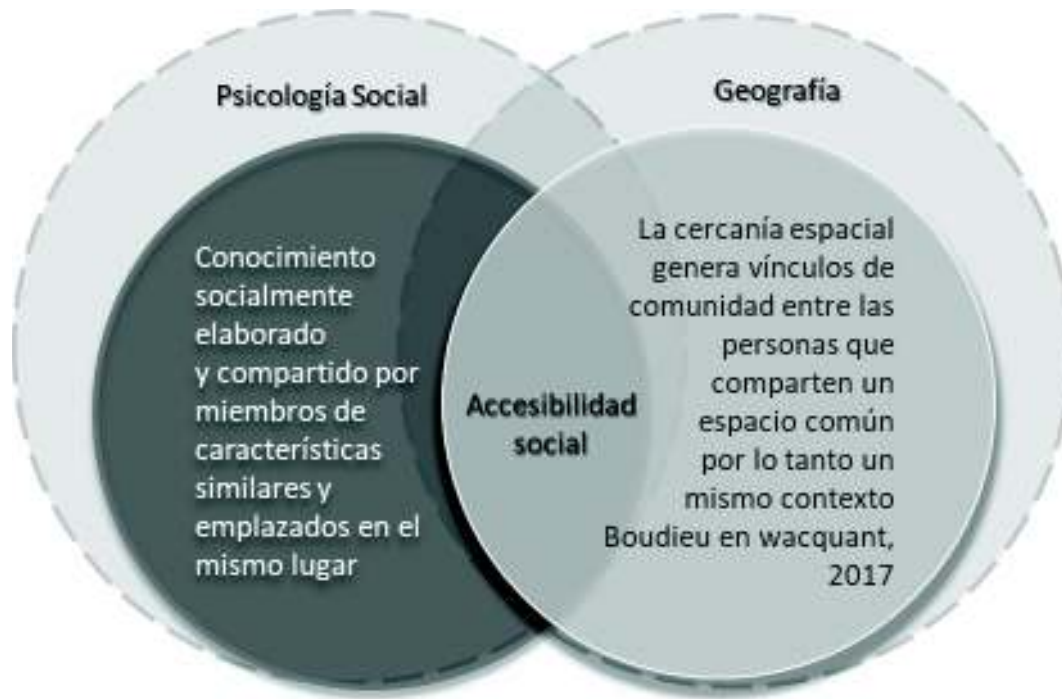 Psicología Social
Geografía
Conocimiento
socialmente
elaborado
y compartido por
miembros de
características
similares y
emplazados en el
mismo lugar
Accesibilidad
social
La cercanía espacial
genera vínculos de
comunidad entre las
personas que
comparten un
espacio común
por lo tanto un
mismo contexto
Boudieu en wacquant,
2017